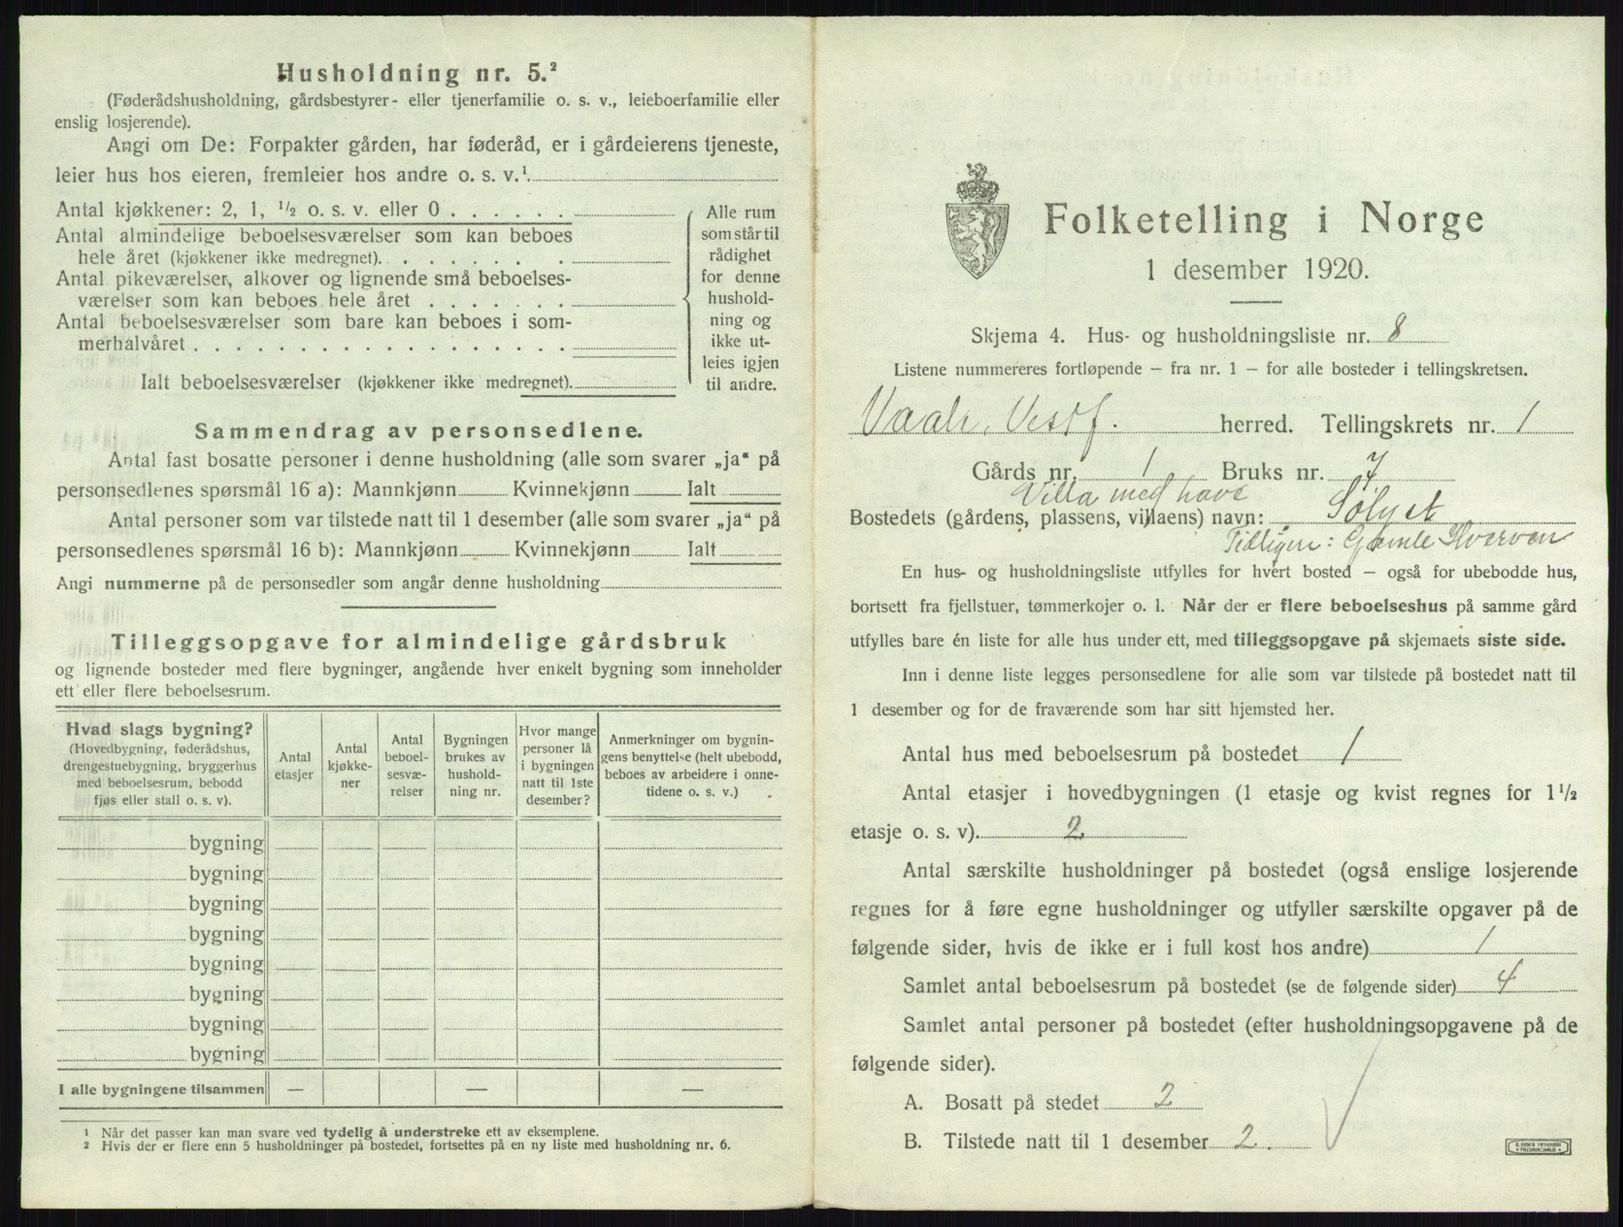 Husholdning nr. 5.²
(Føderådshusholdning, gårdsbestyrer- eller tjenerfamilie o. s. v., leieboerfamilie eller
enslig losjerende).
Angi om De: Forpakter gården, har føderåd, er i gårdeierens tjeneste,
leier hus hos eieren, fremleier hos andre o. s. v.¹.
Antal kjøkkener: 2, 1, ¹/2 o. s. v. eller 0 . . . . . .
Antal almindelige beboelsesværelser som kan beboes
hele året (kjøkkener ikke medregnet). . . . . . . .
Antal pikeværelser, alkover og lignende små beboelses-
værelser som kan beboes hele året . . . . . . .
Antal beboelsesværelser som bare kan beboes i som-
merhalvåret . . . . . . . . . . . . . . . . . .
Ialt beboelsesværelser (kjøkkener ikke medregnet).
Alle rum
som står til
rådighet
for denne
hushold-
ning og
ikke ut-
leies igjen
til andre.
Sammendrag av personsedlene.
Antal fast bosatte personer i denne husholdning (alle som svarer „ja“ på
personsedlenes spørsmål 16 a): Mannkjønn Kvinnekjønn Ialt
Antal personer som var tilstede natt til 1 desember (alle som svarer „ja“ på
personsedlenes spørsmål 16 b): Mannkjønn Kvinnekjønn Ialt
Angi nummerne på de personsedler som angår denne husholdning
Tilleggsopgave for almindelige gårdsbruk
og lignende bosteder med flere bygninger, angående hver enkelt bygning som inneholder
ett eller flere beboelsesrum.
Hvad slags bygning?
(Hovedbygning, føderådshus,
drengestuebygning, bryggerhus
med beboelsesrum, bebodd
fjøs eller stall o. s. v).
Antal
etasjer
Antal
kjøkke-
ner
Antal
beboel-
sesvæ-
relser
Bygningen
brukes av
hushold-
ning nr.
Hvor mange
personer lå
i bygningen
natt til 1ste
desember?
Anmerkninger om bygnin-
gens benyttelse (helt ubebodd,
beboes av arbeidere i onne-
tidene o. s. v.)
bygning
bygning
bygning
bygning
bygning
bygning
bygning
bygning
I alle bygningene tilsammen — — —
¹ Når det passer kan man svare ved tydelig å understreke ett av eksemplene.
² Hvis der er flere enn 5 husholdninger på bostedet, fortsettes på en ny liste med husholdning nr. 6.
Folketelling i Norge
1 desember 1920.
Skjema 4. Hus- og husholdningsliste nr. 8
Listene nummereres fortløpende — fra nr. 1 — for alle bosteder i tellingskretsen.
Vaale, Vestf. herred. Tellingskrets nr. 1
Gårds nr. 1 Bruks nr. 7
Villa med have
Bostedets (gårdens, plassens, villaens) navn: Sølyst
Tidligere: Gamle Hvarven
En hus- og husholdningsliste utfylles for hvert bosted — også for ubebodde hus,
bortsett fra fjellstuer, tømmerkojer o. l. Når der er flere beboelseshus på samme gård
utfylles bare én liste for alle hus under ett, med tilleggsopgave på skjemaets siste side.
Inn i denne liste legges personsedlene for alle som var tilstede på bostedet natt til
1 desember og for de fraværende som har sitt hjemsted her.
Antal hus med beboelsesrum på bostedet 1
Antal etasjer i hovedbygningen (1 etasje og kvist regnes for 1 ¹/2
etasje o. s. v). 2
Antal særskilte husholdninger på bostedet (også enslige losjerende
regnes for å føre egne husholdninger og utfyller særskilte opgaver på de
følgende sider, hvis de ikke er i full kost hos andre) 1
Samlet antal beboelsesrum på bostedet (se de følgende sider) 4
Samlet antal personer på bostedet (efter husholdningsopgavene på de
følgende sider).
A. Bosatt på stedet 2
B. Tilstede natt til 1 desember 2.